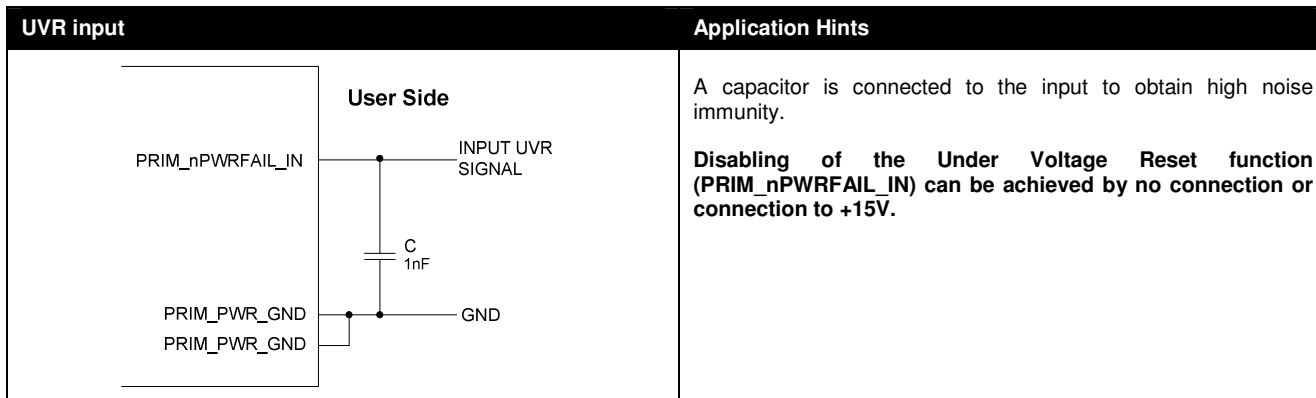 UVR input
Application Hints
User Side
PRIM_nPWRFAIL_IN
INPUT UVR
SIGNAL
C
1nF
PRIM_PWR_GND
GND
PRIM_PWR_GND
A capacitor is connected to the input to obtain high noise
immunity.
Disabling of the Under Voltage Reset function
(PRIM_nPWRFAIL_IN) can be achieved by no connection or
connection to +15V.